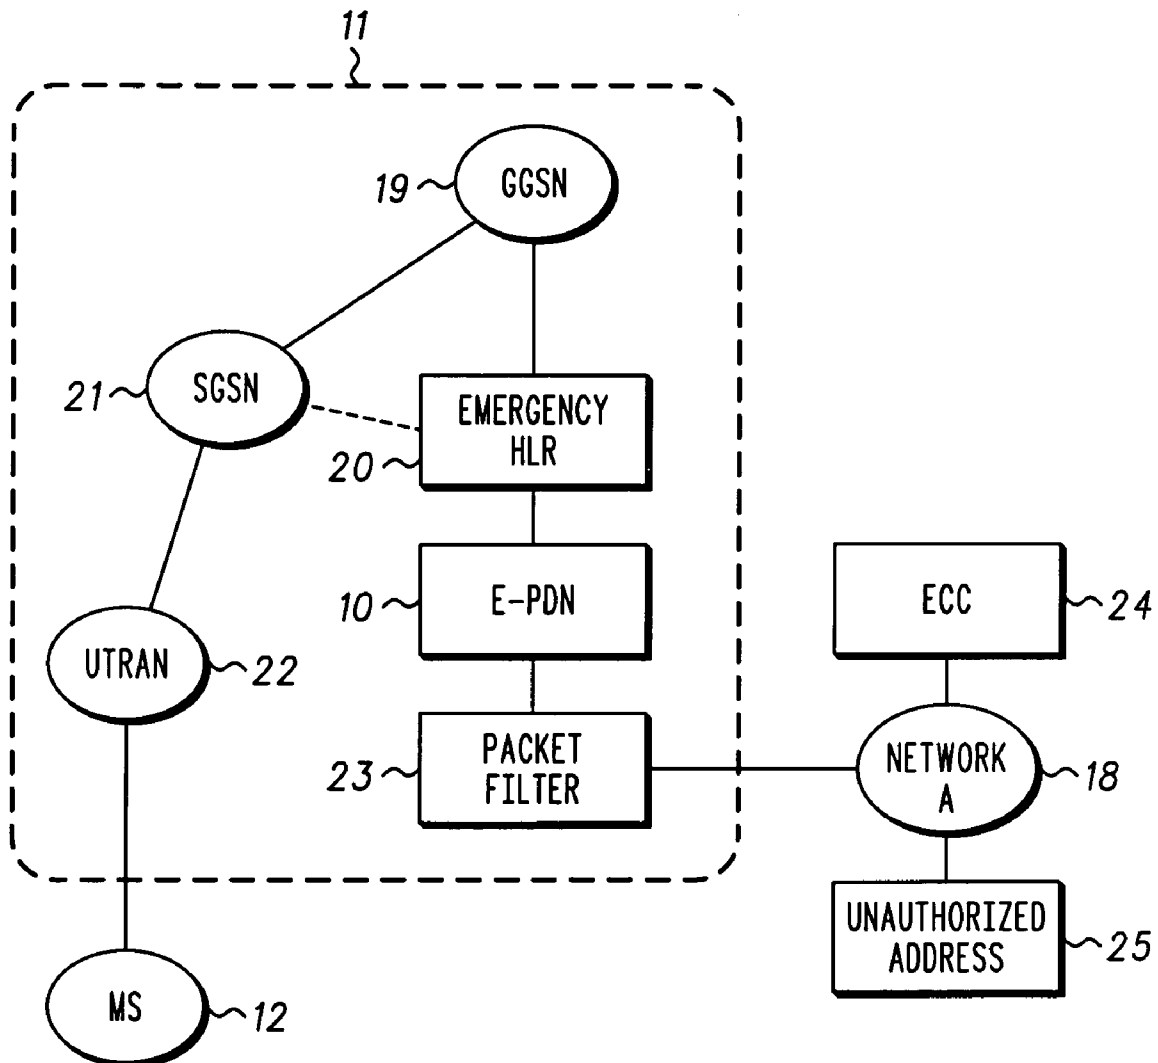 11
GGSN
19
SGSN
21
EMERGENCY
HLR
20
E-PDN
10
ECC
24
UTRAN
22
PACKET
FILTER
23
NETWORK
A
18
UNAUTHORIZED
ADDRESS
25
MS
12